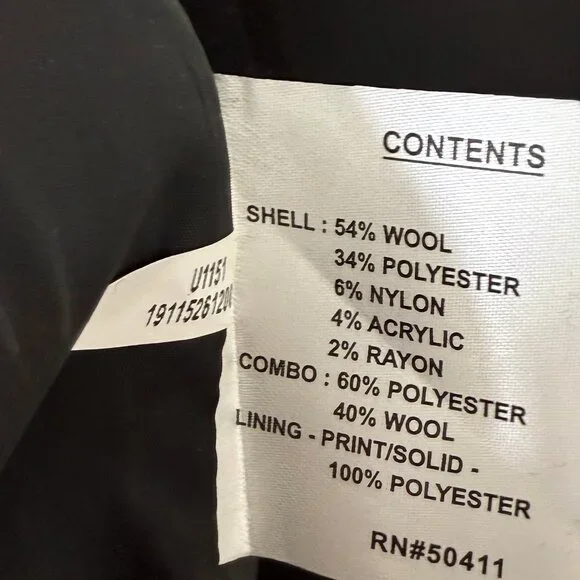 CONTENTS
SHELL : 54% WOOL
34% POLYESTER
6% NYLON
4% ACRYLIC
2% RAYON
COMBO : 60% POLYESTER
40% WOOL
LINING - PRINT/SOLID -
100% POLYESTER
RN#50411
U1151